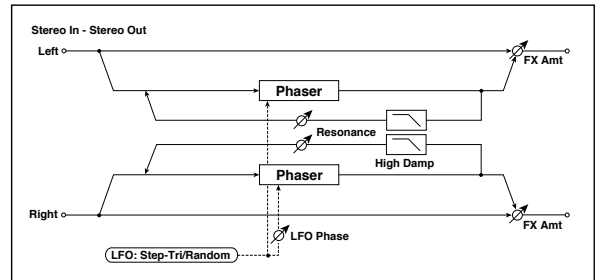 Stereo In - Stereo Out
Left
FX Amt
Phaser
Resonance
High Damp
Phaser
Right
FX Amt
LFO Phase
LFO: Step-Tri/Random